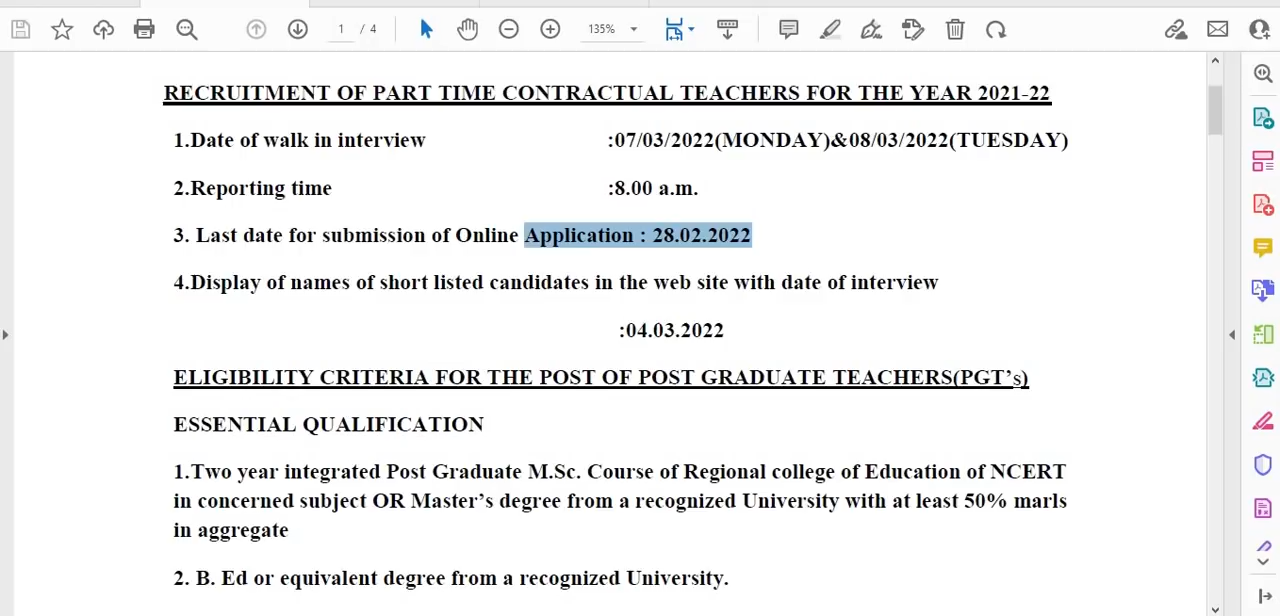 1 / 4
135%
RECRUITMENT OF PART TIME CONTRACTUAL TEACHERS FOR THE YEAR 2021-22
1.Date of walk in interview :07/03/2022(MONDAY)&08/03/2022(TUESDAY)
2.Reporting time :8.00 a.m.
3. Last date for submission of Online Application : 28.02.2022
4.Display of names of short listed candidates in the web site with date of interview
:04.03.2022
ELIGIBILITY CRITERIA FOR THE POST OF POST GRADUATE TEACHERS(PGT's)
ESSENTIAL QUALIFICATION
1.Two year integrated Post Graduate M.Sc. Course of Regional college of Education of NCERT
in concerned subject OR Master's degree from a recognized University with at least 50% marls
in aggregate
2. B. Ed or equivalent degree from a recognized University.